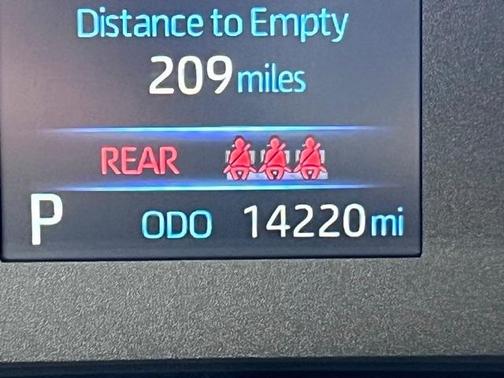 Distance to Empty
209 miles
REAR
P ODO 14220 mi